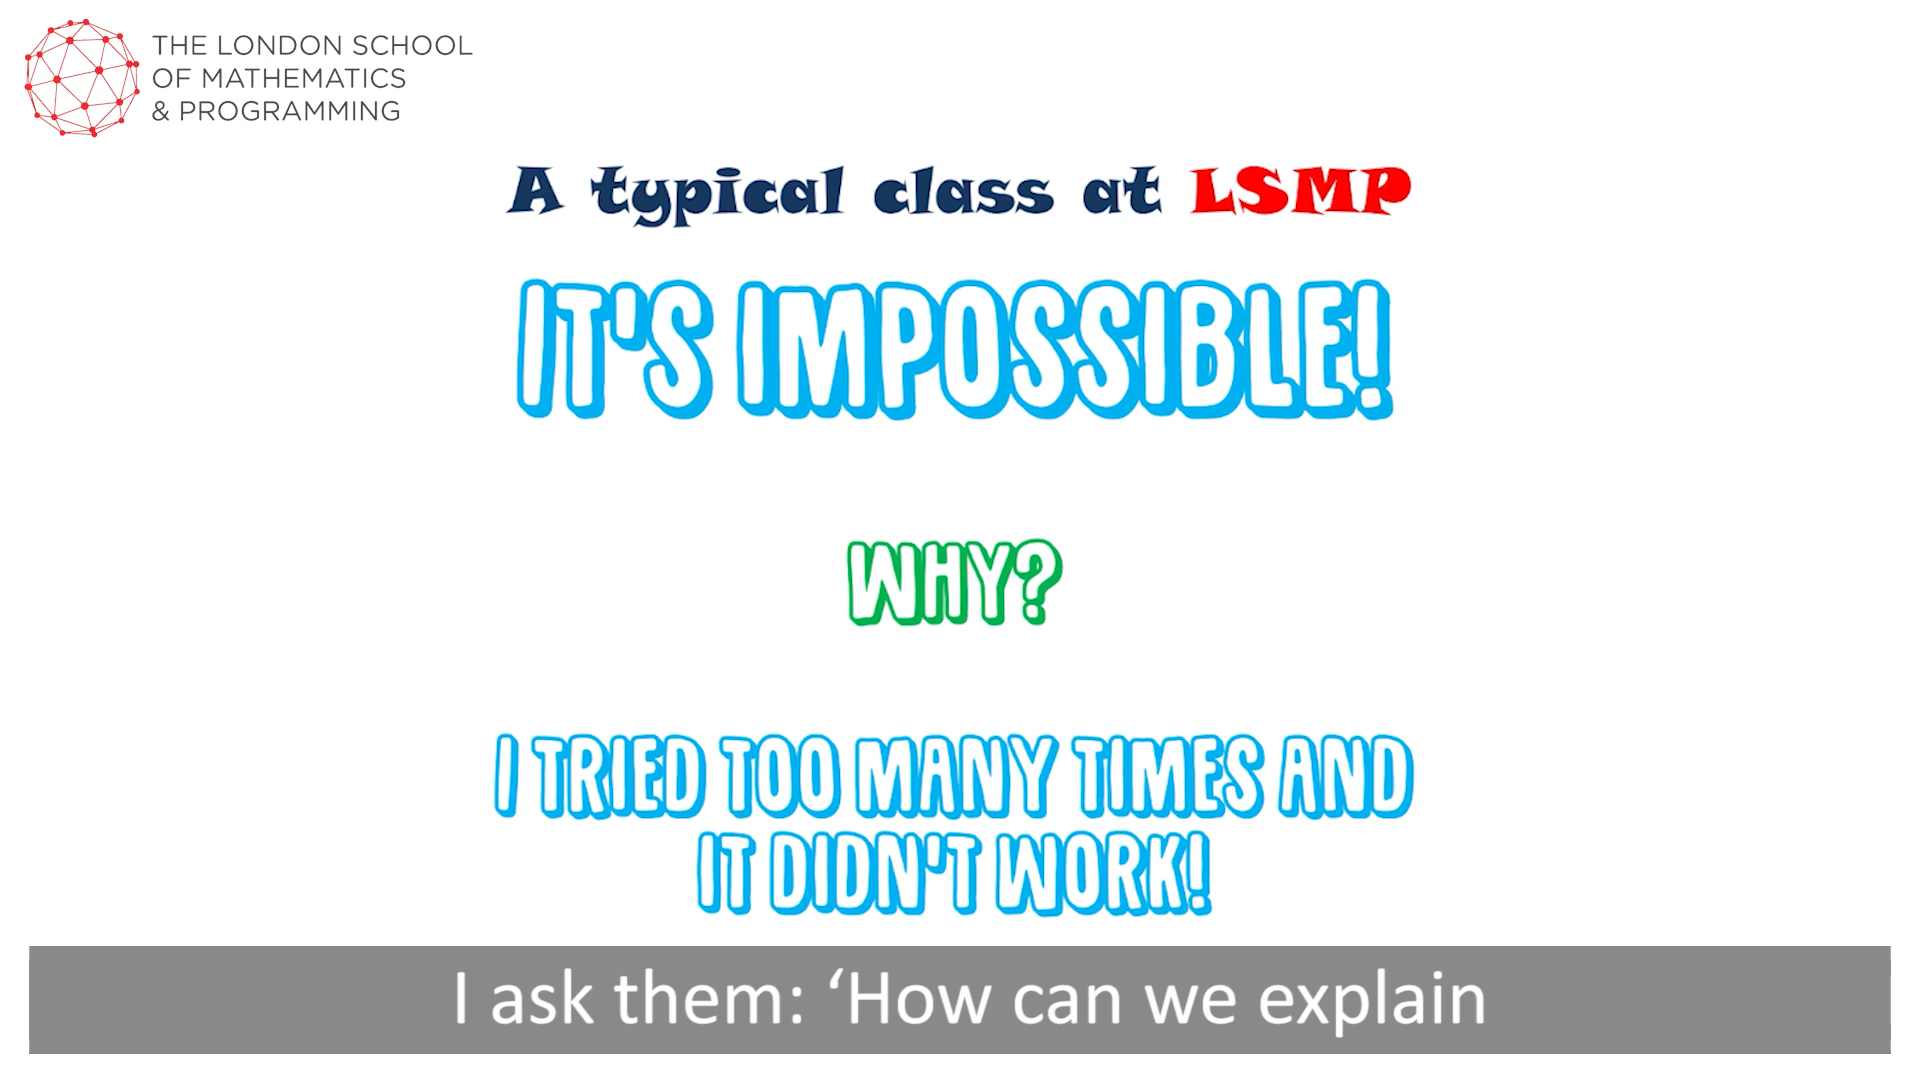 THE LONDON SCHOOL
OF MATHEMATICS
& PROGRAMMING
A typical class at LSMP
IT'S IMPOSSIBLE!
WHY?
I TRIED TOO MANY TIMES AND
IT DIDN'T WORK!
I ask them: ‘How can we explain